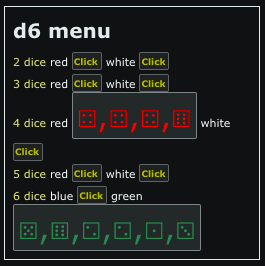 d6 menu
2 dice red Click white Click
3 dice red Click white Click
4 dice red ⚃,⚃,⚃,⚅ white
Click
5 dice red Click white Click
6 dice blue Click green
⚄,⚅,⚁,⚁,⚀,⚂